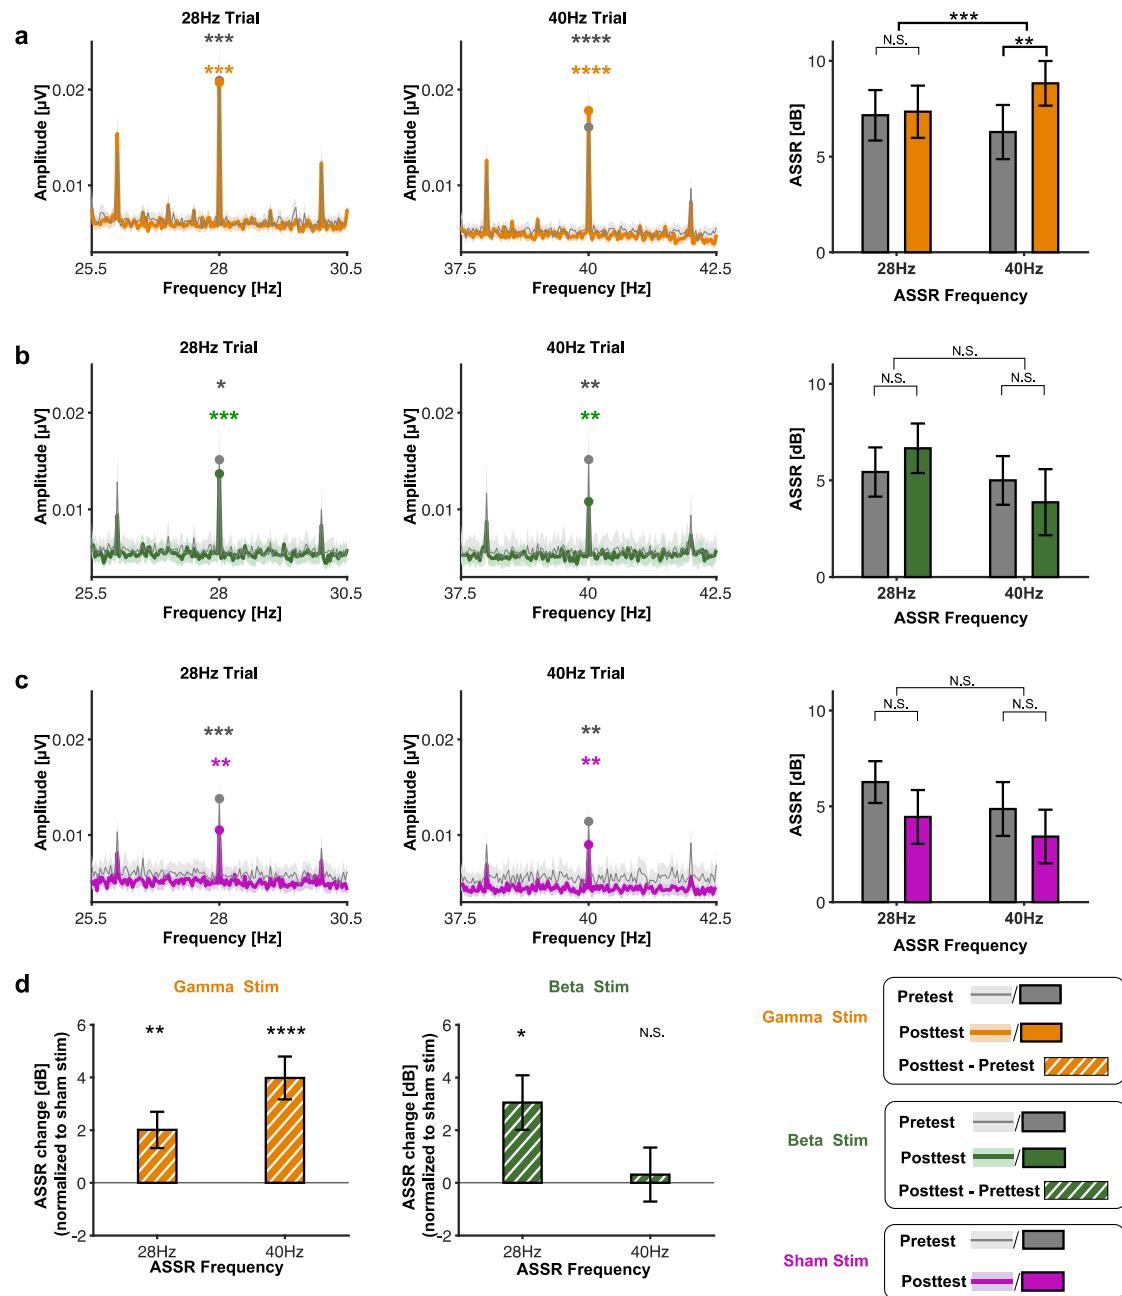 a
28Hz Trial
***
***
Amplitude [µV]
0.02
0.01
25.5
28
30.5
Frequency [Hz]
40Hz Trial
****
****
Amplitude [µV]
0.02
0.01
37.5
40
42.5
Frequency [Hz]
***
N.S.
**
ASSR [dB]
10
5
0
28Hz
40Hz
ASSR Frequency
b
28Hz Trial
*
***
Amplitude [µV]
0.02
0.01
25.5
28
30.5
Frequency [Hz]
40Hz Trial
**
**
Amplitude [µV]
0.02
0.01
37.5
40
42.5
Frequency [Hz]
N.S.
N.S.
N.S.
ASSR [dB]
10
5
0
28Hz
40Hz
ASSR Frequency
c
28Hz Trial
***
**
Amplitude [µV]
0.02
0.01
25.5
28
30.5
Frequency [Hz]
40Hz Trial
**
**
Amplitude [µV]
0.02
0.01
37.5
40
42.5
Frequency [Hz]
N.S.
N.S.
N.S.
ASSR [dB]
10
5
0
28Hz
40Hz
ASSR Frequency
d
Gamma Stim
**
****
ASSR change [dB]
(normalized to sham stim)
6
4
2
0
-2
28Hz
40Hz
ASSR Frequency
Beta Stim
*
N.S.
ASSR change [dB]
(normalized to sham stim)
6
4
2
0
-2
28Hz
40Hz
ASSR Frequency
Gamma Stim
Pretest /
Posttest /
Posttest - Pretest
Beta Stim
Pretest /
Posttest /
Posttest - Prettest
Sham Stim
Pretest /
Posttest /